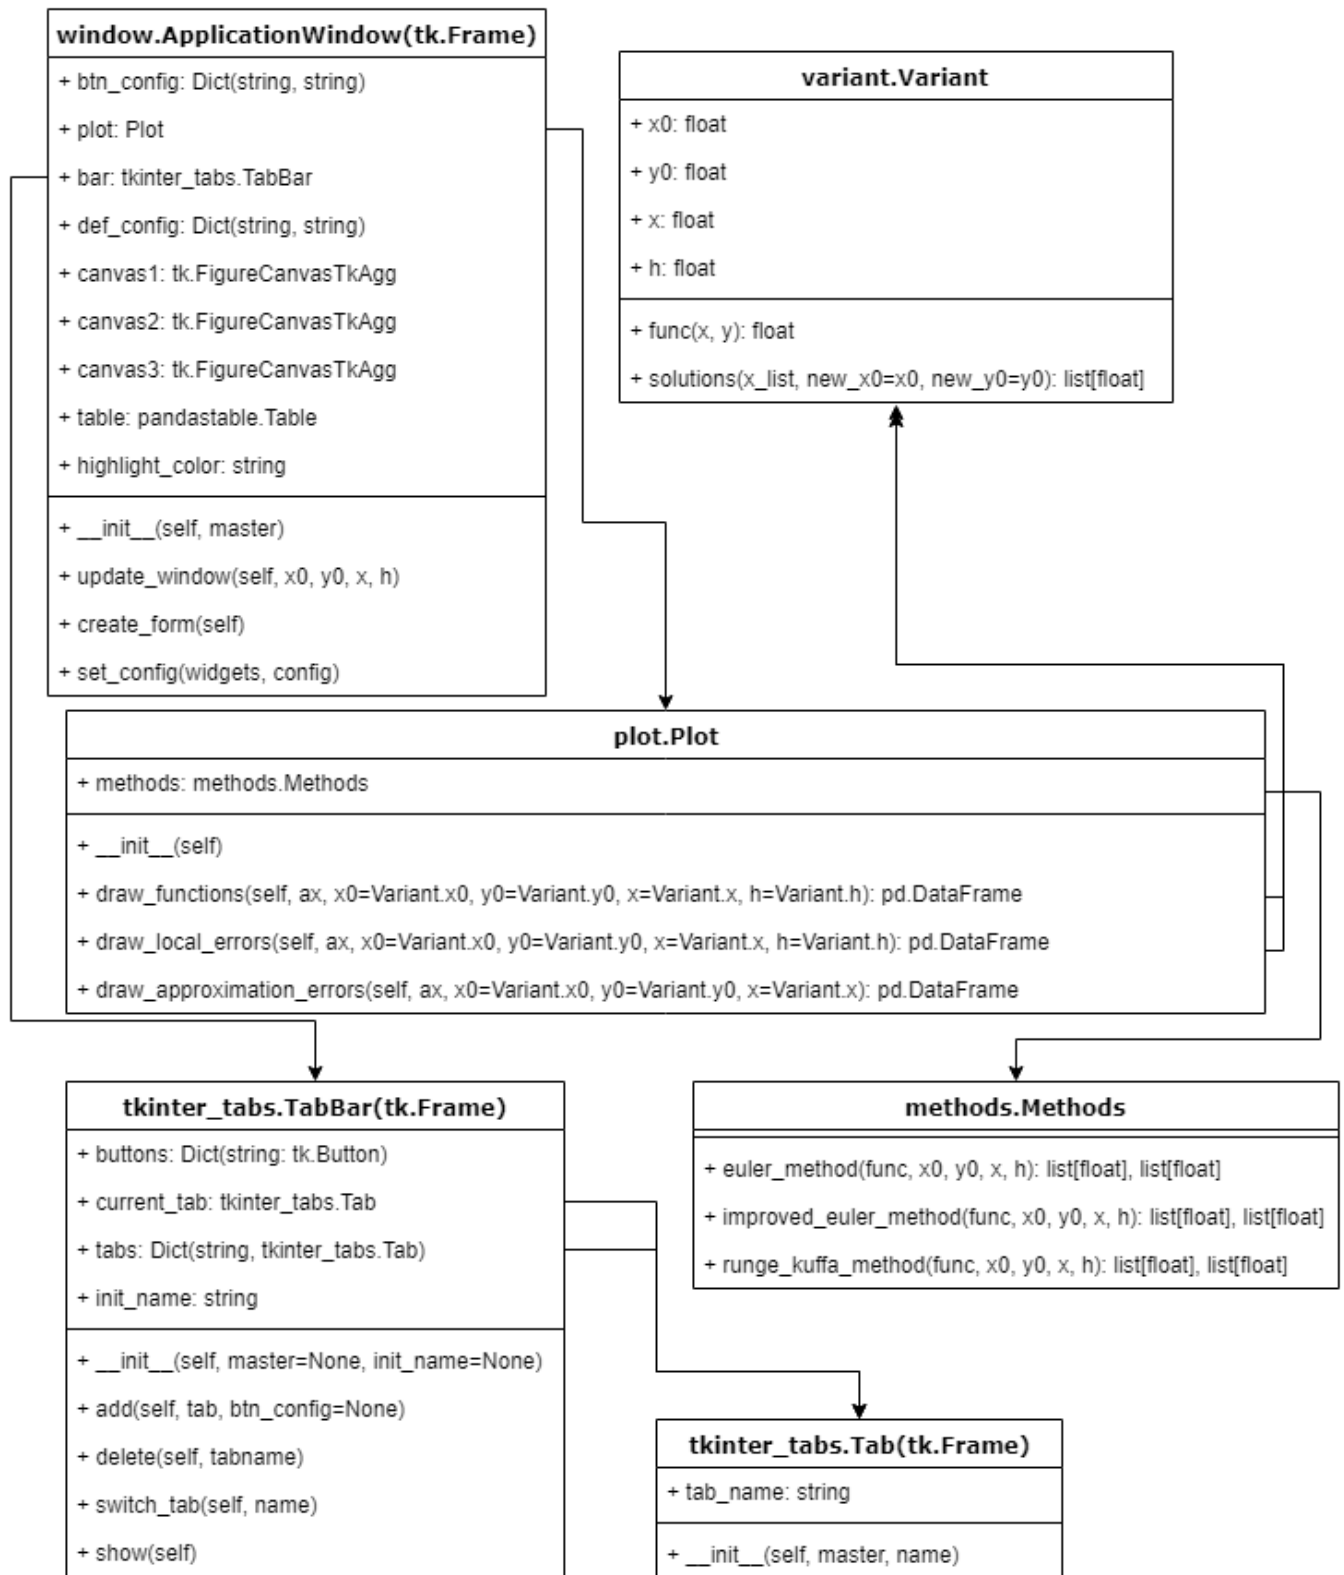 window.ApplicationWindow(tk.Frame)
+ btn_config: Dict(string, string)
+ plot: Plot
+ bar: tkinter_tabs.TabBar
+ def_config: Dict(string, string)
+ canvas1: tk.FigureCanvasTkAgg
+ canvas2: tk.FigureCanvasTkAgg
+ canvas3: tk.FigureCanvasTkAgg
+ table: pandastable.Table
+ highlight_color: string
+ __init__(self, master)
+ update_window(self, x0, y0, x, h)
+ create_form(self)
+ set_config(widgets, config)
variant.Variant
+ x0: float
+ y0: float
+ x: float
+ h: float
+ func(x, y): float
+ solutions(x_list, new_x0=x0, new_y0=y0): list[float]
plot.Plot
+ methods: methods.Methods
+ __init__(self)
+ draw_functions(self, ax, x0=Variant.x0, y0=Variant.y0, x=Variant.x, h=Variant.h): pd.DataFrame
+ draw_local_errors(self, ax, x0=Variant.x0, y0=Variant.y0, x=Variant.x, h=Variant.h): pd.DataFrame
+ draw_approximation_errors(self, ax, x0=Variant.x0, y0=Variant.y0, x=Variant.x): pd.DataFrame
tkinter_tabs.TabBar(tk.Frame)
+ buttons: Dict(string: tk.Button)
+ current_tab: tkinter_tabs.Tab
+ tabs: Dict(string, tkinter_tabs.Tab)
+ init_name: string
+ __init__(self, master=None, init_name=None)
+ add(self, tab, btn_config=None)
+ delete(self, tabname)
+ switch_tab(self, name)
+ show(self)
methods.Methods
+ euler_method(func, x0, y0, x, h): list[float], list[float]
+ improved_euler_method(func, x0, y0, x, h): list[float], list[float]
+ runge_kuffa_method(func, x0, y0, x, h): list[float], list[float]
tkinter_tabs.Tab(tk.Frame)
+ tab_name: string
+ __init__(self, master, name)